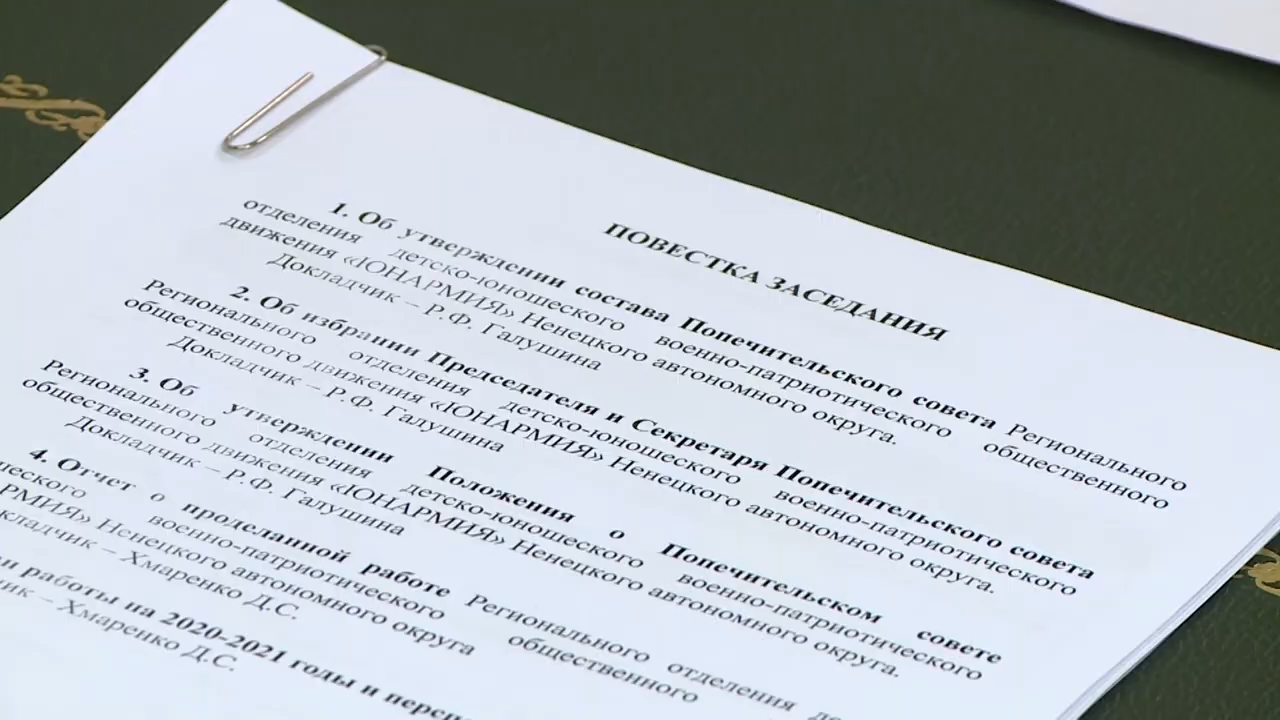 ПОВЕСТКА ЗАСЕДАНИЯ
1. Об утверждении состава Попечительского совета Регионального
отделения детско-юношеского военно-патриотического общественного
движения «ЮНАРМИЯ» Ненецкого автономного округа.
Докладчик – Р.Ф. Галушина
2. Об избрании Председателя и Секретаря Попечительского совета
Регионального отделения детско-юношеского военно-патриотического
общественного движения «ЮНАРМИЯ» Ненецкого автономного округа.
Докладчик – Р.Ф. Галушина
3. Об утверждении Положения о Попечительском совете
Регионального отделения детско-юношеского военно-патриотического
общественного движения «ЮНАРМИЯ» Ненецкого автономного округа.
Докладчик – Р.Ф. Галушина
4. Отчет о проделанной работе Регионального отделения
военно-патриотического общественного
Ненецкого автономного округа
– Хмаренко Д.С.
работы на 2020-2021 годы и
– Хмаренко Д.С.